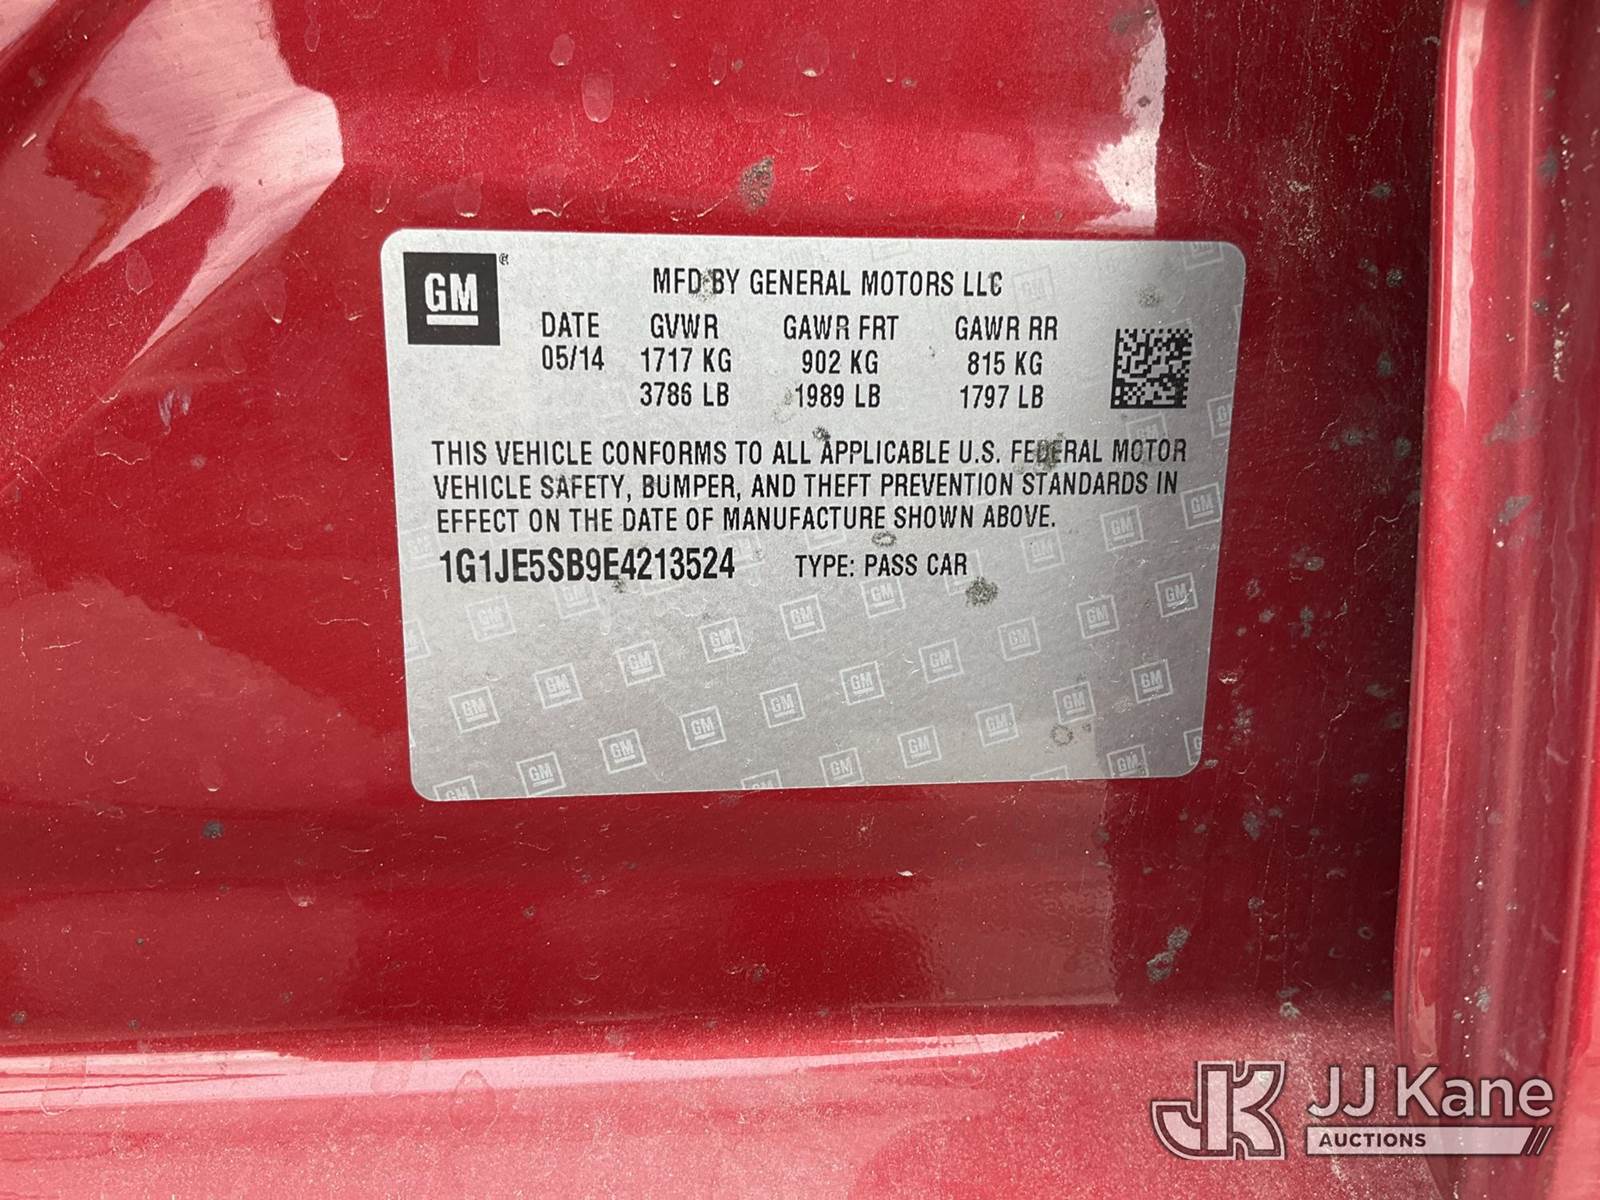 GM®
MFD BY GENERAL MOTORS LLC
DATE GVWR GAWR FRT GAWR RR
05/14 1717 KG 902 KG 815 KG
3786 LB 1989 LB 1797 LB
THIS VEHICLE CONFORMS TO ALL APPLICABLE U.S. FEDERAL MOTOR
VEHICLE SAFETY, BUMPER, AND THEFT PREVENTION STANDARDS IN
EFFECT ON THE DATE OF MANUFACTURE SHOWN ABOVE.
1G1JE5SB9E4213524 TYPE: PASS CAR
JK JJ Kane
AUCTIONS